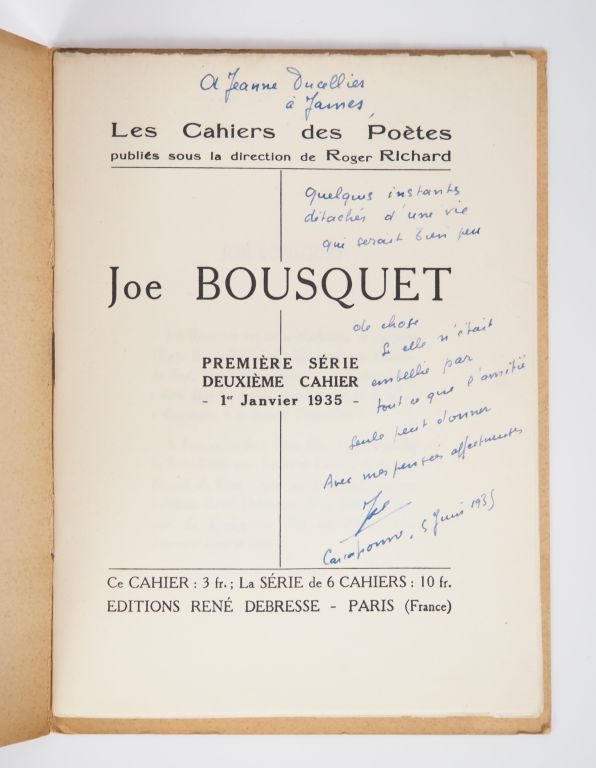 A Jeanne Ducellier
à James,
Les Cahiers des Poètes
publiés sous la direction de Roger Richard
Quelques instants
détachés d'une vie
qui serait bien peu
Joe BOUSQUET
de chose
Si elle n'était
embellie par
tout ce que l'amitié
seule peut donner
Avec mes pensées affectueuses
Joe
Carcassonne, 5 Juin 1935
PREMIÈRE SÉRIE
DEUXIÈME CAHIER
- 1er Janvier 1935 -
Ce CAHIER : 3 fr. ; La SÉRIE de 6 CAHIERS : 10 fr.
EDITIONS RENÉ DEBRESSE - PARIS (France)